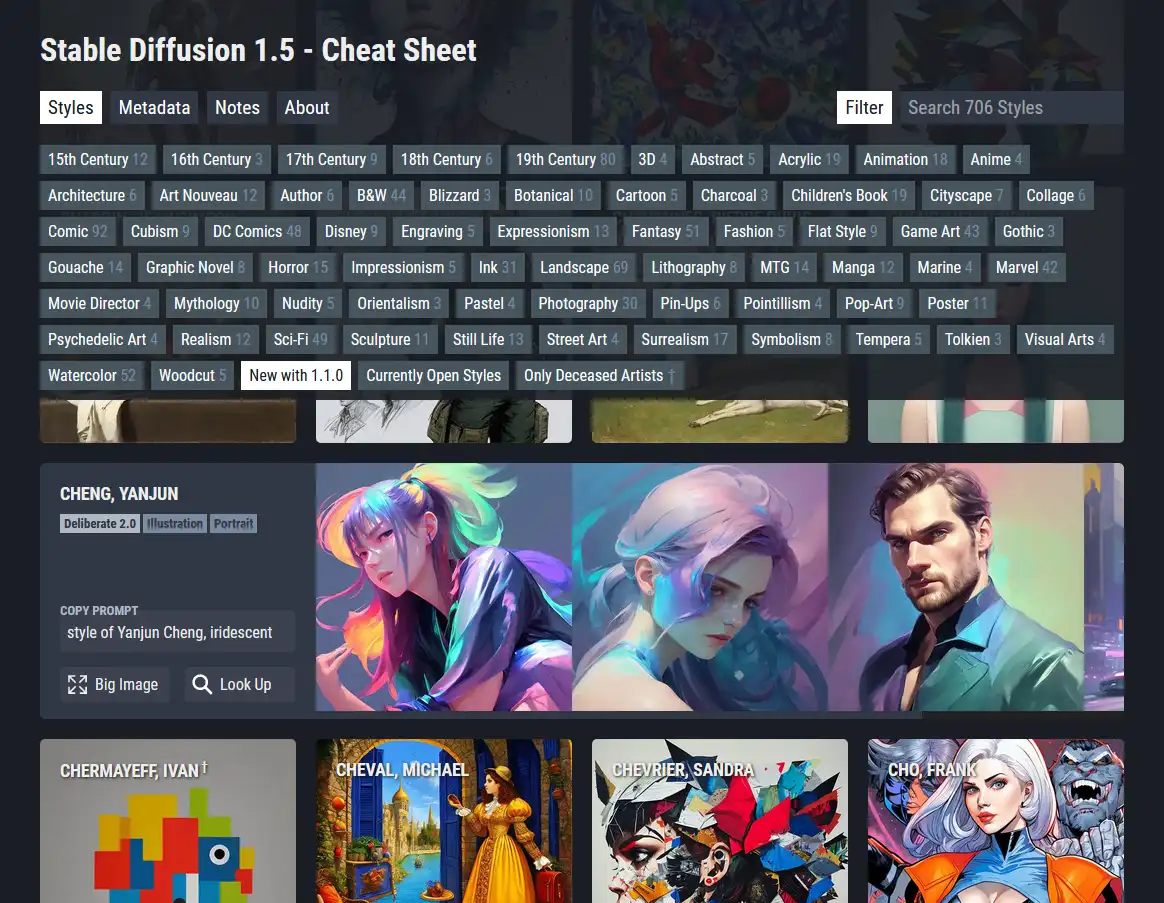 Stable Diffusion 1.5 - Cheat Sheet
Styles Metadata Notes About Filter Search 706 Styles
15th Century 12 16th Century 3 17th Century 9 18th Century 6 19th Century 80 3D 4 Abstract 5 Acrylic 19 Animation 18 Anime 4
Architecture 6 Art Nouveau 12 Author 6 B&W 44 Blizzard 3 Botanical 10 Cartoon 5 Charcoal 3 Children's Book 19 Cityscape 7 Collage 6
Comic 92 Cubism 9 DC Comics 48 Disney 9 Engraving 5 Expressionism 13 Fantasy 51 Fashion 5 Flat Style 9 Game Art 43 Gothic 3
Gouache 14 Graphic Novel 8 Horror 15 Impressionism 5 Ink 31 Landscape 69 Lithography 8 MTG 14 Manga 12 Marine 4 Marvel 42
Movie Director 4 Mythology 10 Nudity 5 Orientalism 3 Pastel 4 Photography 30 Pin-Ups 6 Pointillism 4 Pop-Art 9 Poster 11
Psychedelic Art 4 Realism 12 Sci-Fi 49 Sculpture 11 Still Life 13 Street Art 4 Surrealism 17 Symbolism 8 Tempera 5 Tolkien 3 Visual Arts 4
Watercolor 52 Woodcut 5 New with 1.1.0 Currently Open Styles Only Deceased Artists †
CHENG, YANJUN
Deliberate 2.0 Illustration Portrait
COPY PROMPT
style of Yanjun Cheng, iridescent
Big Image Look Up
CHERMAYEFF, IVAN† CHEVAL, MICHAEL CHEVRIER, SANDRA CHO, FRANK